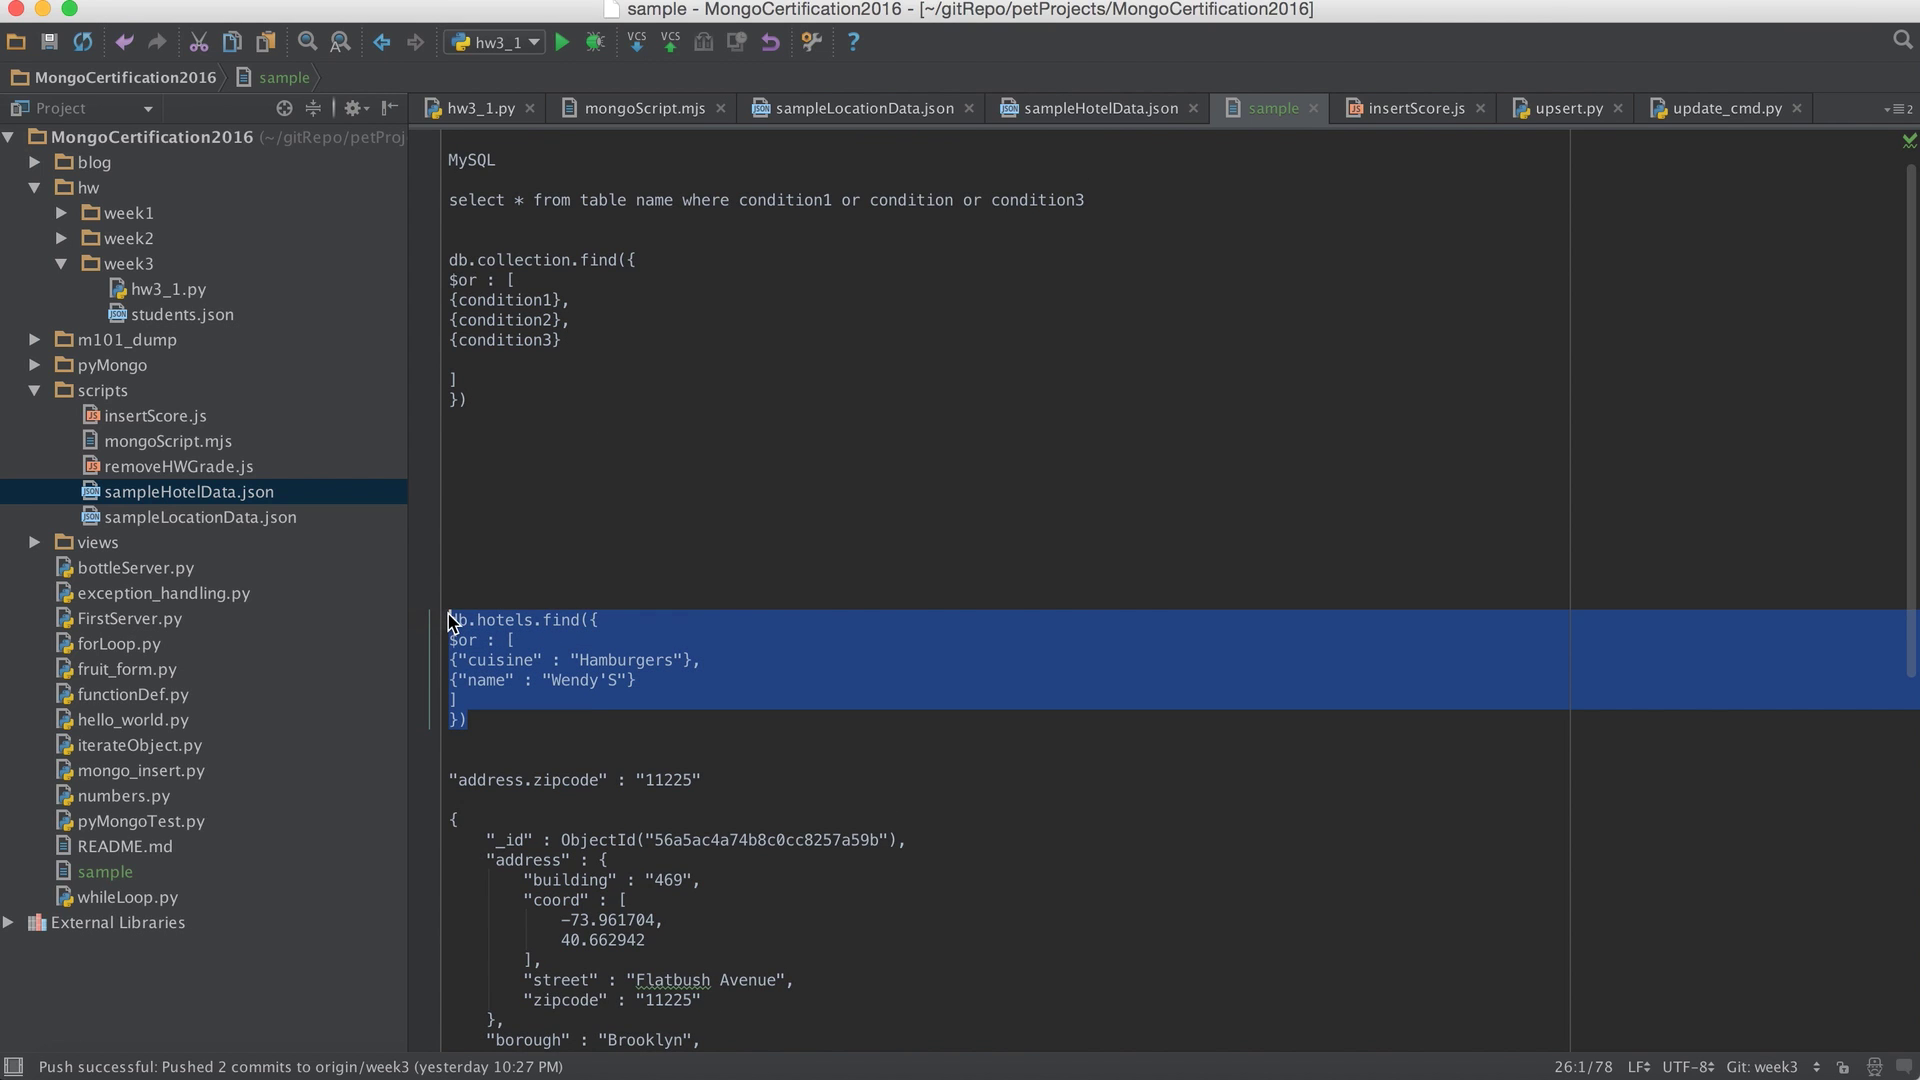 sample - MongoCertification2016 - [~/gitRepo/petProjects/MongoCertification2016]
hw3_1
VCS
VCS
?
MongoCertification2016
sample
Project
hw3_1.py
mongoScript.mjs
sampleLocationData.json
sampleHotelData.json
sample
insertScore.js
upsert.py
update_cmd.py
2
MongoCertification2016 (~/gitRepo/petProj
blog
hw
week1
week2
week3
hw3_1.py
students.json
m101_dump
pyMongo
scripts
insertScore.js
mongoScript.mjs
removeHWGrade.js
sampleHotelData.json
sampleLocationData.json
views
bottleServer.py
exception_handling.py
FirstServer.py
forLoop.py
fruit_form.py
functionDef.py
hello_world.py
iterateObject.py
mongo_insert.py
numbers.py
pyMongoTest.py
README.md
sample
whileLoop.py
External Libraries
MySQL
select * from table name where condition1 or condition or condition3
db.collection.find({
$or : [
{condition1},
{condition2},
{condition3}
]
})
db.hotels.find({
$or : [
{"cuisine" : "Hamburgers"},
{"name" : "Wendy'S"}
]
})
"address.zipcode" : "11225"
{
"_id" : ObjectId("56a5ac4a74b8c0cc8257a59b"),
"address" : {
"building" : "469",
"coord" : [
-73.961704,
40.662942
],
"street" : "Flatbush Avenue",
"zipcode" : "11225"
},
"borough" : "Brooklyn",
Push successful: Pushed 2 commits to origin/week3 (yesterday 10:27 PM)
26:1/78 LF UTF-8 Git: week3